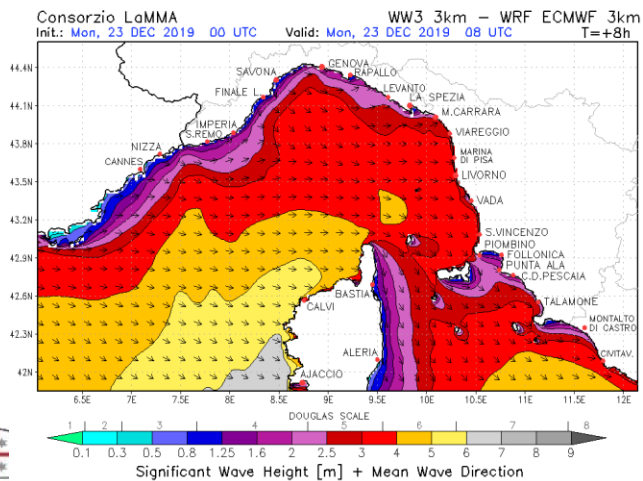 Consorzio LaMMA WW3 3km – WRF ECMWF 3km
Init.: Mon, 23 DEC 2019 00 UTC Valid: Mon, 23 DEC 2019 08 UTC T=+8h
44.4N
44.1N
43.8N
43.5N
43.2N
42.9N
42.6N
42.3N
42N
GENOVA
SAVONA
RAPALLO
FINALE L.
LEVANTO
LA SPEZIA
M.CARRARA
IMPERIA
S.REMO
VIAREGGIO
NIZZA
MARINA
DI PISA
CANNES
LIVORNO
VADA
S.VINCENZO
PIOMBINO
FOLLONICA
PUNTA ALA
C.D.PESCAIA
BASTIA
TALAMONE
CALVI
MONTALTO
DI CASTRO
ALERIA
CIVITAV.
AJACCIO
6.5E 7E 7.5E 8E 8.5E 9E 9.5E 10E 10.5E 11E 11.5E 12E
DOUGLAS SCALE
1 2 3 4 5 6 7 8
0.1 0.3 0.5 0.8 1.25 1.6 2 2.5 3 4 5 6 7 8 9
Significant Wave Height [m] + Mean Wave Direction